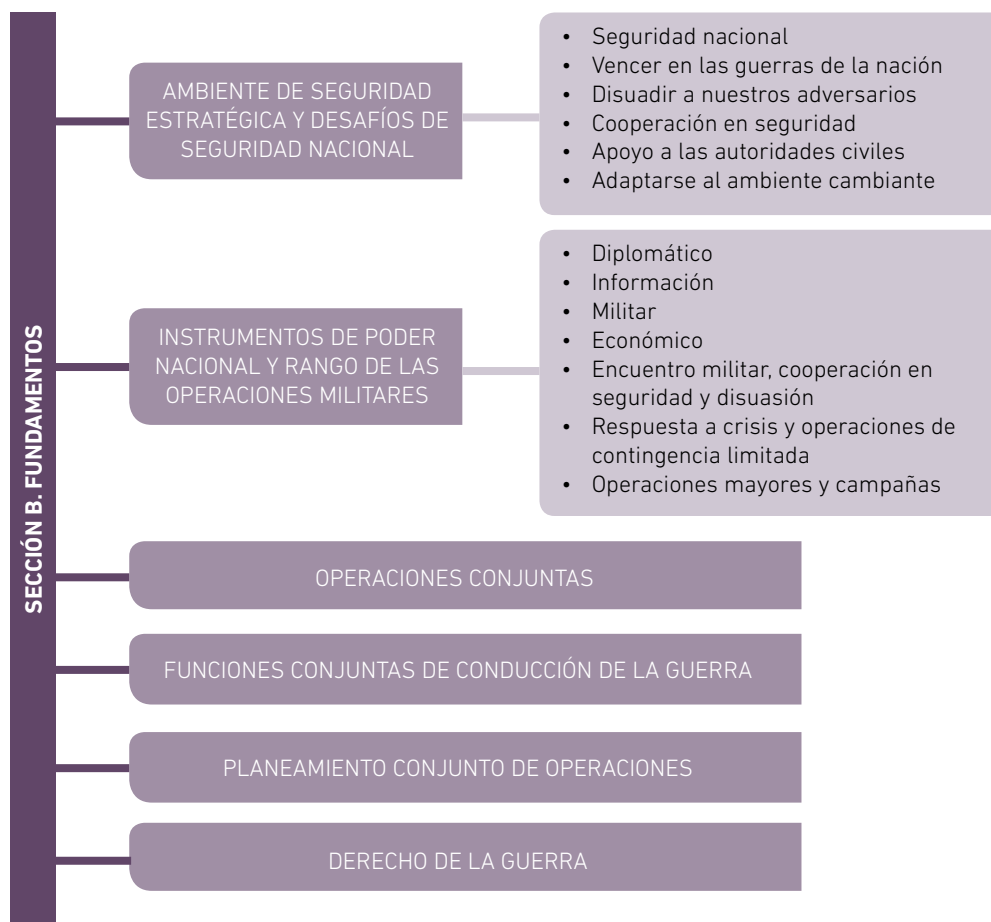 SECCIÓN B. FUNDAMENTOS
AMBIENTE DE SEGURIDAD
ESTRATÉGICA Y DESAFÍOS DE
SEGURIDAD NACIONAL
• Seguridad nacional
• Vencer en las guerras de la nación
• Disuadir a nuestros adversarios
• Cooperación en seguridad
• Apoyo a las autoridades civiles
• Adaptarse al ambiente cambiante
INSTRUMENTOS DE PODER
NACIONAL Y RANGO DE LAS
OPERACIONES MILITARES
• Diplomático
• Información
• Militar
• Económico
• Encuentro militar, cooperación en
seguridad y disuasión
• Respuesta a crisis y operaciones de
contingencia limitada
• Operaciones mayores y campañas
OPERACIONES CONJUNTAS
FUNCIONES CONJUNTAS DE CONDUCCIÓN DE LA GUERRA
PLANEAMIENTO CONJUNTO DE OPERACIONES
DERECHO DE LA GUERRA